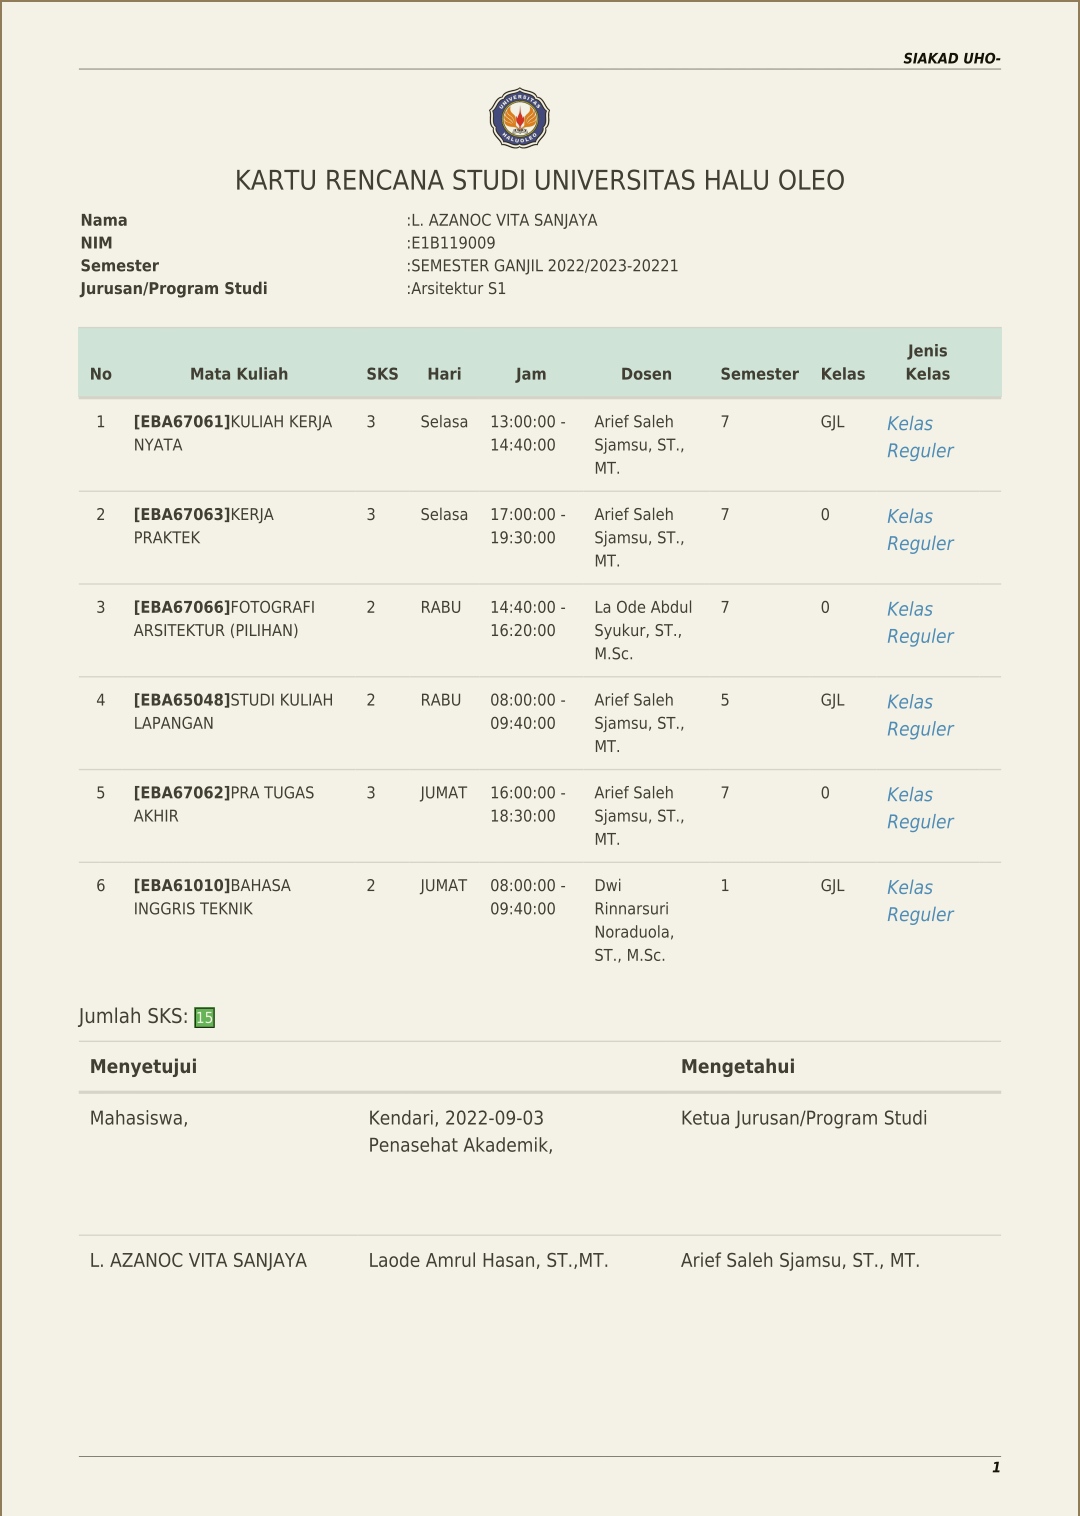 SIAKAD UHO-
UNIVERSITAS
HALUOLEO
KARTU RENCANA STUDI UNIVERSITAS HALU OLEO
Nama :L. AZANOC VITA SANJAYA
NIM :E1B119009
Semester :SEMESTER GANJIL 2022/2023-20221
Jurusan/Program Studi :Arsitektur S1
Jenis
No Mata Kuliah SKS Hari Jam Dosen Semester Kelas Kelas
1 [EBA67061]KULIAH KERJA 3 Selasa 13:00:00 - Arief Saleh 7 GJL Kelas
NYATA 14:40:00 Sjamsu, ST., Reguler
MT.
2 [EBA67063]KERJA 3 Selasa 17:00:00 - Arief Saleh 7 0 Kelas
PRAKTEK 19:30:00 Sjamsu, ST., Reguler
MT.
3 [EBA67066]FOTOGRAFI 2 RABU 14:40:00 - La Ode Abdul 7 0 Kelas
ARSITEKTUR (PILIHAN) 16:20:00 Syukur, ST., Reguler
M.Sc.
4 [EBA65048]STUDI KULIAH 2 RABU 08:00:00 - Arief Saleh 5 GJL Kelas
LAPANGAN 09:40:00 Sjamsu, ST., Reguler
MT.
5 [EBA67062]PRA TUGAS 3 JUMAT 16:00:00 - Arief Saleh 7 0 Kelas
AKHIR 18:30:00 Sjamsu, ST., Reguler
MT.
6 [EBA61010]BAHASA 2 JUMAT 08:00:00 - Dwi 1 GJL Kelas
INGGRIS TEKNIK 09:40:00 Rinnarsuri Reguler
Noraduola,
ST., M.Sc.
Jumlah SKS: 15
Menyetujui Mengetahui
Mahasiswa, Kendari, 2022-09-03 Ketua Jurusan/Program Studi
Penasehat Akademik,
L. AZANOC VITA SANJAYA Laode Amrul Hasan, ST.,MT. Arief Saleh Sjamsu, ST., MT.
1